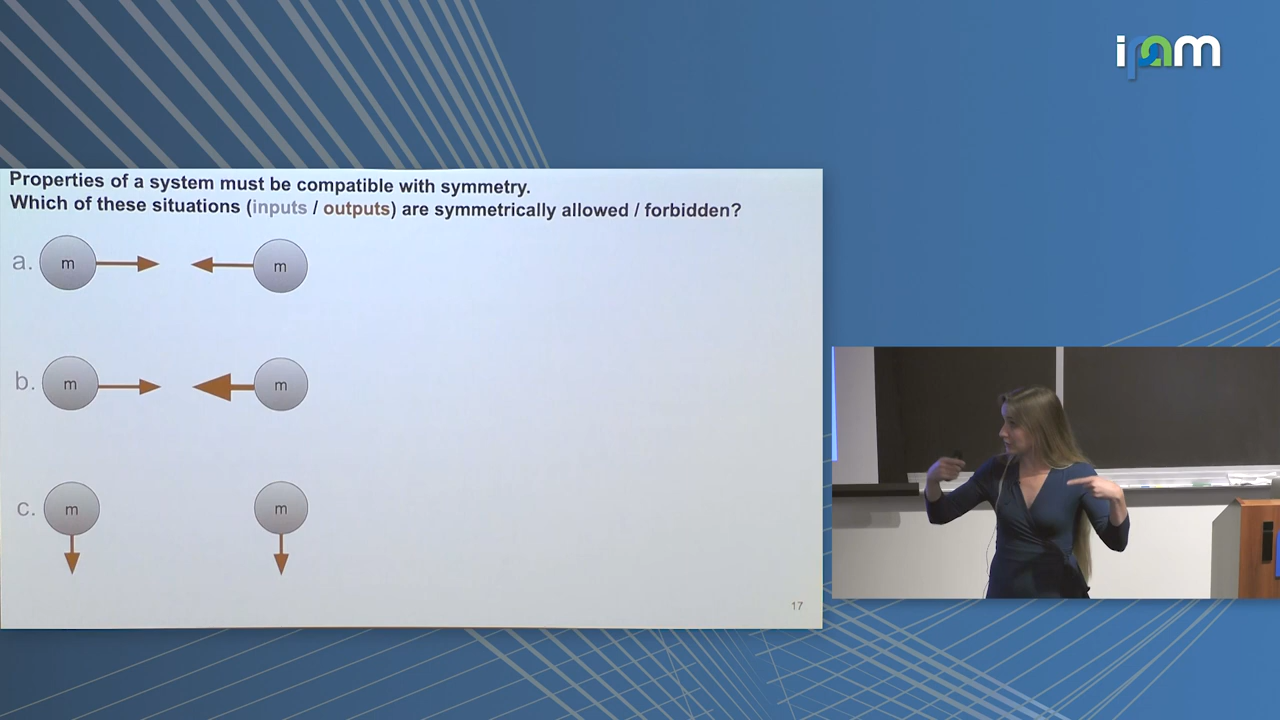 ipam
Properties of a system must be compatible with symmetry.
Which of these situations (inputs / outputs) are symmetrically allowed / forbidden?
a. m m
b. m m
c. m m
17